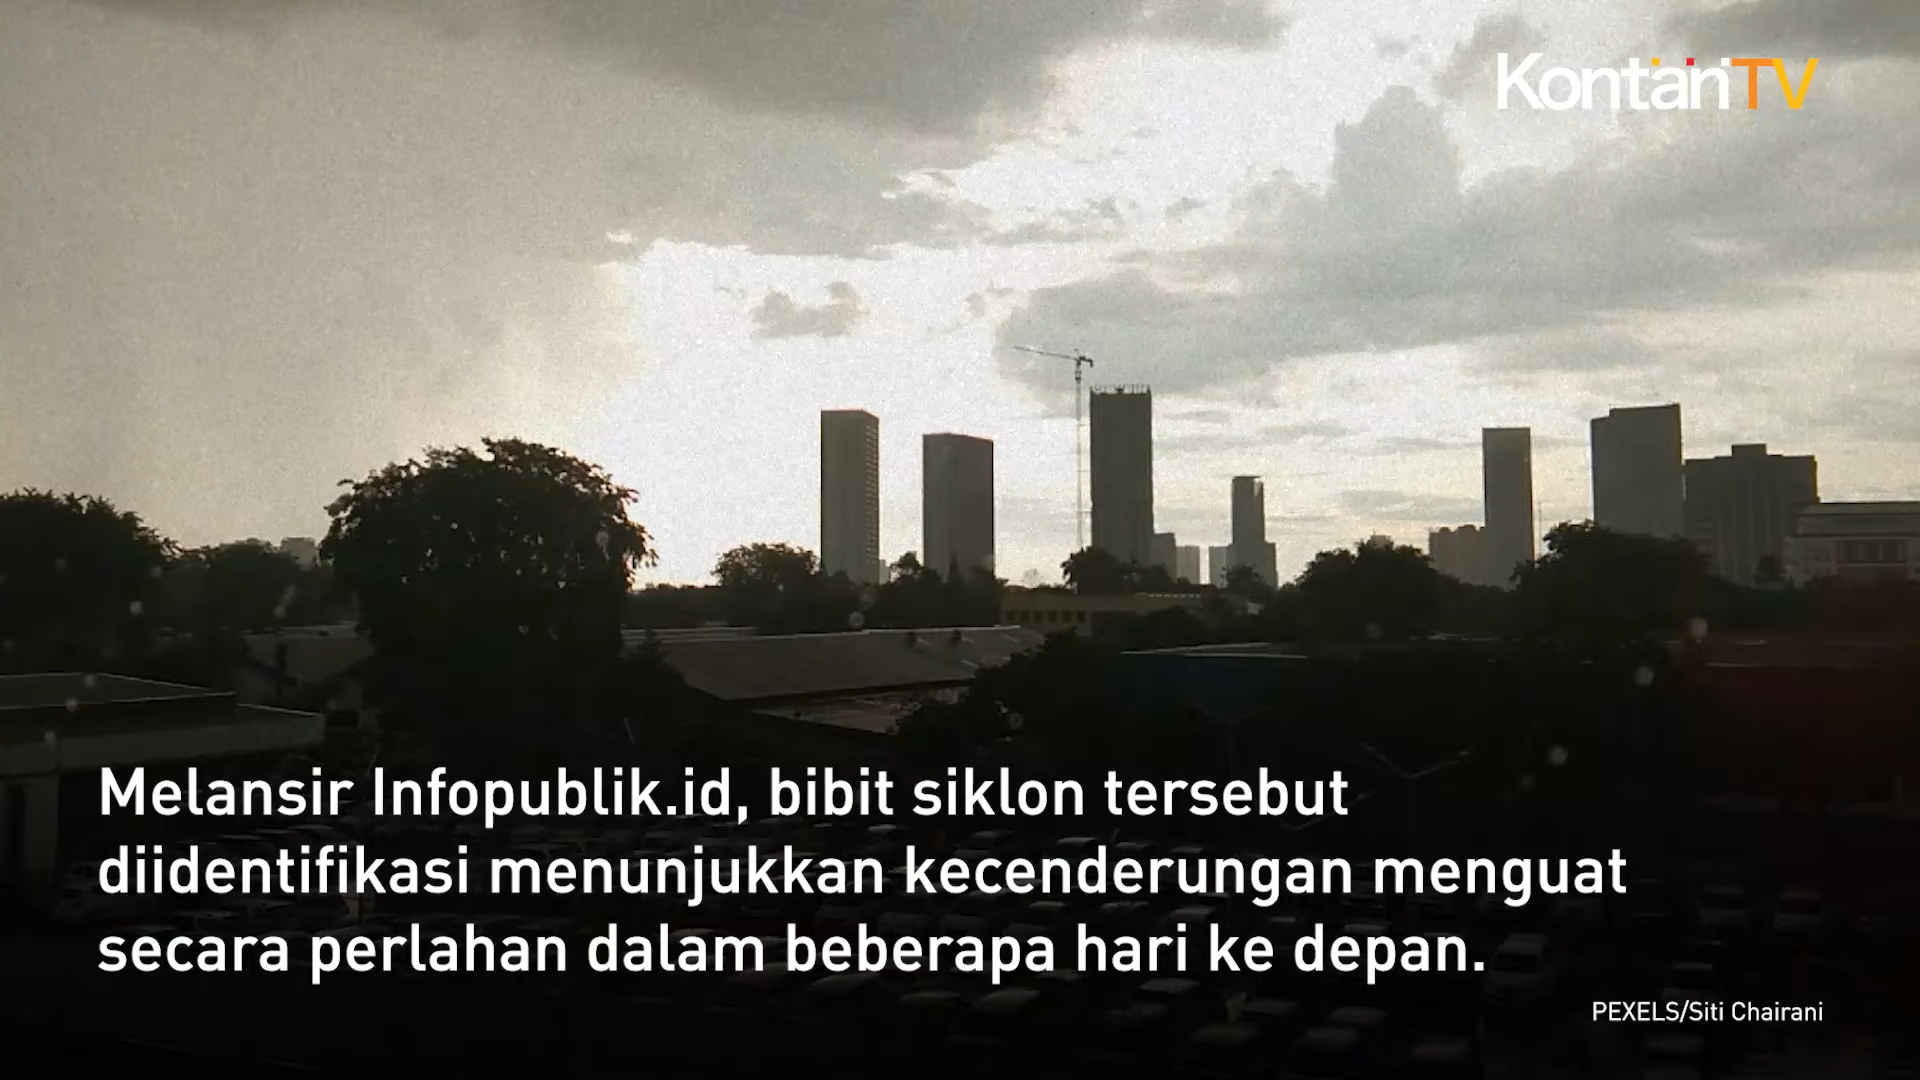 KontanTV
Melansir Infopublik.id, bibit siklon tersebut
diidentifikasi menunjukkan kecenderungan menguat
secara perlahan dalam beberapa hari ke depan.
PEXELS/Siti Chairani